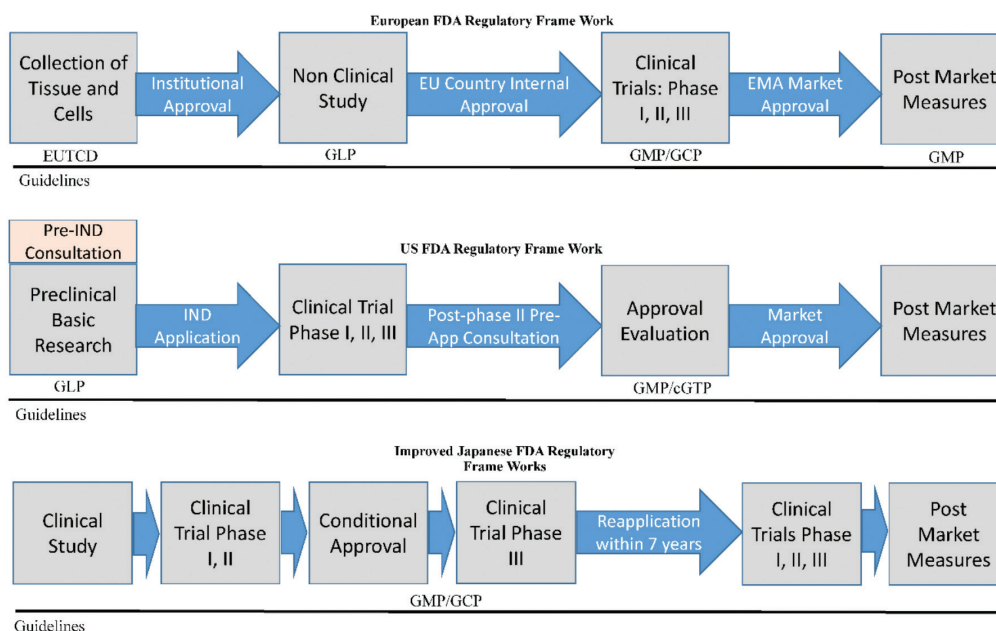 European FDA Regulatory Frame Work
Collection of
Tissue and
Cells
Institutional
Approval
Non Clinical
Study
EU Country Internal
Approval
Clinical
Trials: Phase
I, II, III
EMA Market
Approval
Post Market
Measures
EUTCD
GLP
GMP/GCP
GMP
Guidelines
Pre-IND
Consultation
US FDA Regulatory Frame Work
Preclinical
Basic
Research
IND
Application
Clinical Trial
Phase I, II, III
Post-phase II Pre-
App Consultation
Approval
Evaluation
Market
Approval
Post Market
Measures
GLP
GMP/cGTP
Guidelines
Improved Japanese FDA Regulatory
Frame Works
Clinical
Study
Clinical
Trial Phase
I, II
Conditional
Approval
Clinical
Trial Phase
III
Reapplication
within 7 years
Clinical
Trials Phase
I, II, III
Post
Market
Measures
GMP/GCP
Guidelines